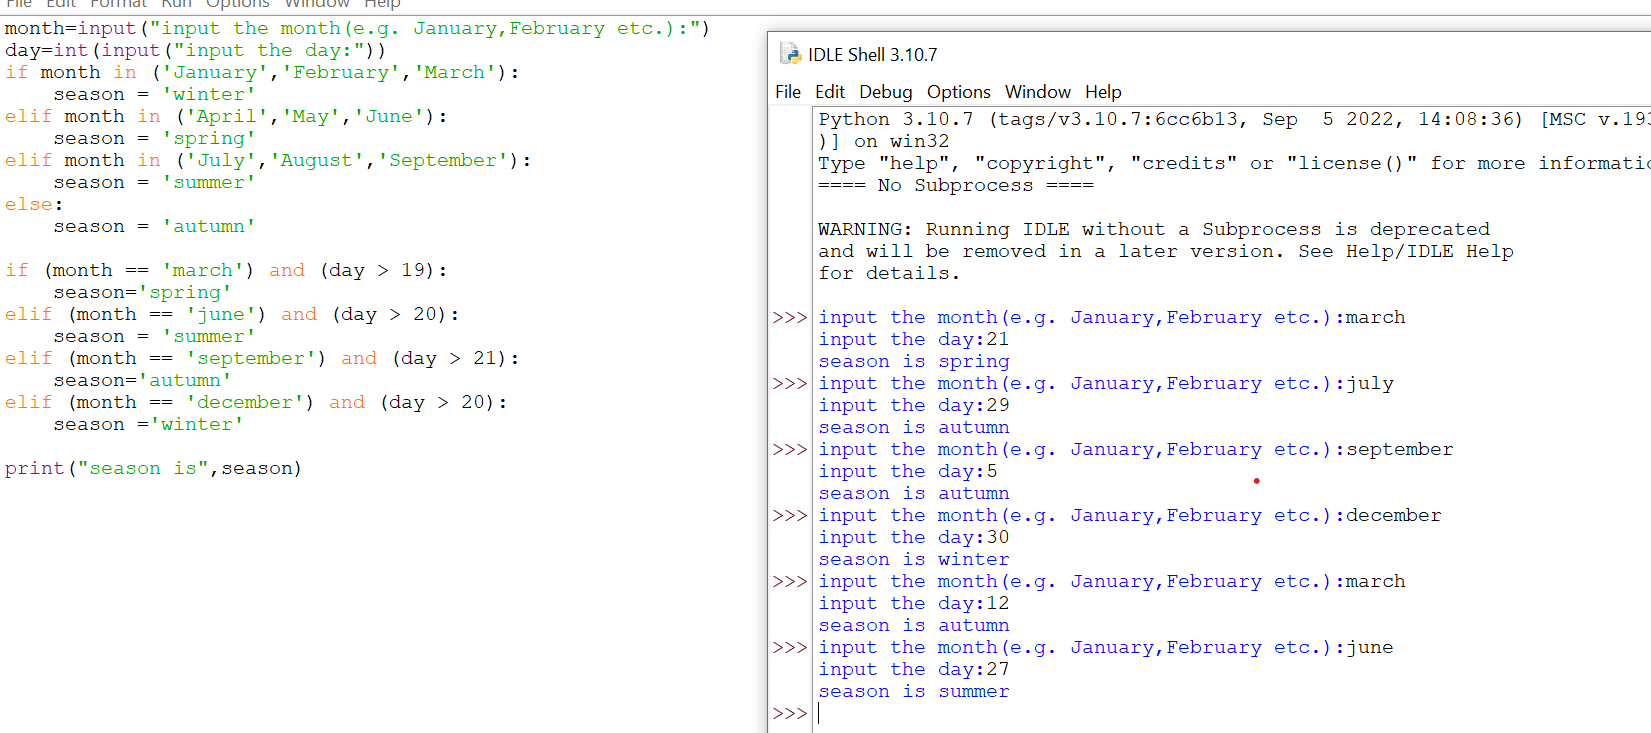 File Edit Format Run Options Window Help
month=input("input the month(e.g. January,February etc.):")
day=int(input("input the day:"))
if month in ('January','February','March'):
    season = 'winter'
elif month in ('April','May','June'):
    season = 'spring'
elif month in ('July','August','September'):
    season = 'summer'
else:
    season = 'autumn'
if (month == 'march') and (day > 19):
    season='spring'
elif (month == 'june') and (day > 20):
    season = 'summer'
elif (month == 'september') and (day > 21):
    season='autumn'
elif (month == 'december') and (day > 20):
    season ='winter'
print("season is",season)
IDLE Shell 3.10.7
File Edit Debug Options Window Help
Python 3.10.7 (tags/v3.10.7:6cc6b13, Sep  5 2022, 14:08:36) [MSC v.193
)] on win32
Type "help", "copyright", "credits" or "license()" for more informatio
==== No Subprocess ====
WARNING: Running IDLE without a Subprocess is deprecated
and will be removed in a later version. See Help/IDLE Help
for details.
>>> input the month(e.g. January,February etc.):march
input the day:21
season is spring
>>> input the month(e.g. January,February etc.):july
input the day:29
season is autumn
>>> input the month(e.g. January,February etc.):september
input the day:5
season is autumn
>>> input the month(e.g. January,February etc.):december
input the day:30
season is winter
>>> input the month(e.g. January,February etc.):march
input the day:12
season is autumn
>>> input the month(e.g. January,February etc.):june
input the day:27
season is summer
>>>